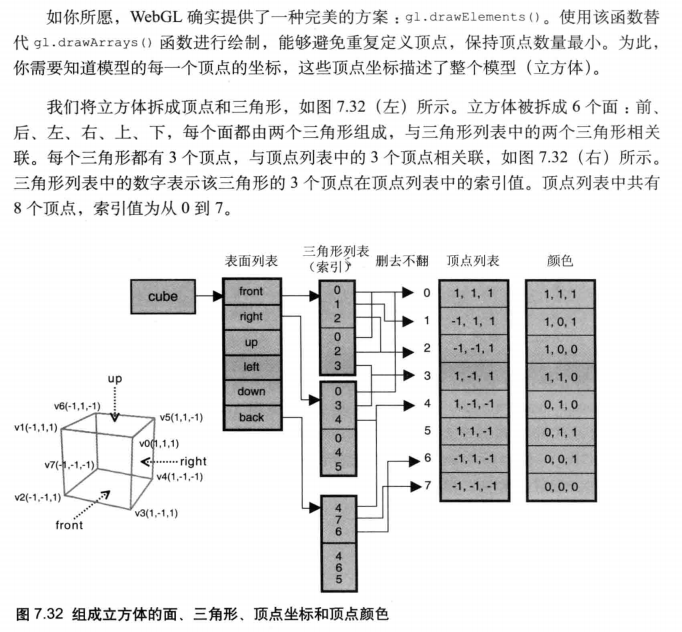 如你所愿，WebGL 确实提供了一种完美的方案：gl.drawElements()。使用该函数替
代 gl.drawArrays() 函数进行绘制，能够避免重复定义顶点，保持顶点数量最小。为此，
你需要知道模型的每一个顶点的坐标，这些顶点坐标描述了整个模型（立方体）。
我们将立方体拆成顶点和三角形，如图 7.32（左）所示。立方体被拆成 6 个面：前、
后、左、右、上、下，每个面都由两个三角形组成，与三角形列表中的两个三角形相关
联。每个三角形都有 3 个顶点，与顶点列表中的 3 个顶点相关联，如图 7.32（右）所示。
三角形列表中的数字表示该三角形的 3 个顶点在顶点列表中的索引值。顶点列表中共有
8 个顶点，索引值为从 0 到 7。
cube
表面列表
front
right
up
left
down
back
三角形列表
（索引）
0
1
2
0
2
3
0
3
4
0
4
5
4
7
6
4
6
5
删去不翻
0
1
2
3
4
5
6
7
顶点列表
1, 1, 1
-1, 1, 1
-1, -1, 1
1, -1, 1
1, -1, -1
1, 1, -1
-1, 1, -1
-1, -1, -1
颜色
1, 1, 1
1, 0, 1
1, 0, 0
1, 1, 0
0, 1, 0
0, 1, 1
0, 0, 1
0, 0, 0
up
v6(-1,1,-1)
v5(1,1,-1)
v1(-1,1,1)
v0(1,1,1)
right
v7(-1,-1,-1)
v4(1,-1,-1)
v2(-1,-1,1)
v3(1,-1,1)
front
图 7.32 组成立方体的面、三角形、顶点坐标和顶点颜色